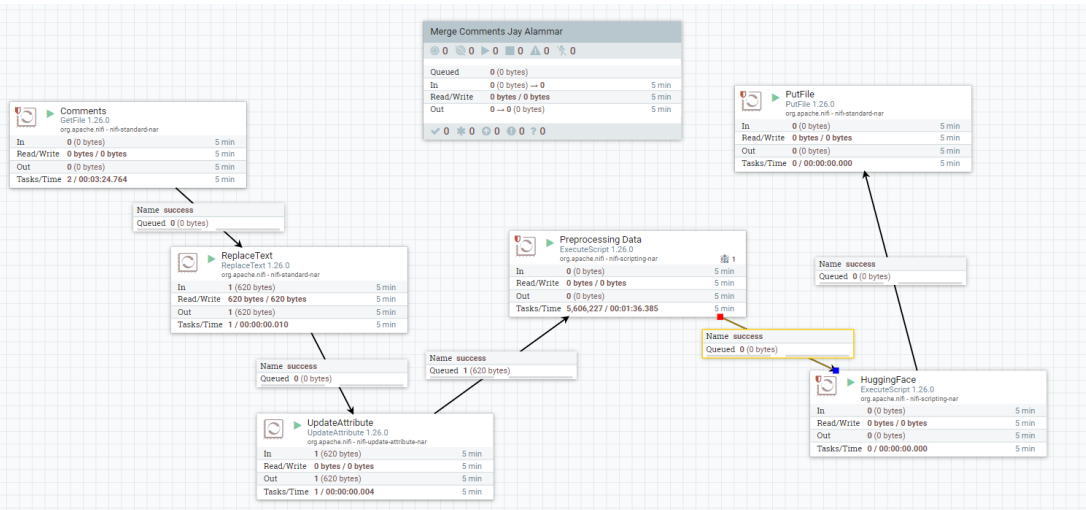 Merge Comments Jay Alammar
0 0 0 0 0 0
Queued 0 (0 bytes)
In 0 (0 bytes) → 0 5 min
Read/Write 0 bytes / 0 bytes 5 min
Out 0 → 0 (0 bytes) 5 min
0 0 0 0 ? 0
Comments
GetFile 1.26.0
org.apache.nifi - nifi-standard-nar
In 0 (0 bytes) 5 min
Read/Write 0 bytes / 0 bytes 5 min
Out 0 (0 bytes) 5 min
Tasks/Time 2 / 00:03:24.764 5 min
Name success
Queued 0 (0 bytes)
ReplaceText
ReplaceText 1.26.0
org.apache.nifi - nifi-standard-nar
In 1 (620 bytes) 5 min
Read/Write 620 bytes / 620 bytes 5 min
Out 1 (620 bytes) 5 min
Tasks/Time 1 / 00:00:00.010 5 min
Name success
Queued 0 (0 bytes)
UpdateAttribute
UpdateAttribute 1.26.0
org.apache.nifi - nifi-update-attribute-nar
In 1 (620 bytes) 5 min
Read/Write 0 bytes / 0 bytes 5 min
Out 1 (620 bytes) 5 min
Tasks/Time 1 / 00:00:00.004 5 min
Name success
Queued 1 (620 bytes)
Preprocessing Data
ExecuteScript 1.26.0
org.apache.nifi - nifi-scripting-nar 1
In 0 (0 bytes) 5 min
Read/Write 0 bytes / 0 bytes 5 min
Out 0 (0 bytes) 5 min
Tasks/Time 5,606,227 / 00:01:36.385 5 min
Name success
Queued 0 (0 bytes)
HuggingFace
ExecuteScript 1.26.0
org.apache.nifi - nifi-scripting-nar
In 0 (0 bytes) 5 min
Read/Write 0 bytes / 0 bytes 5 min
Out 0 (0 bytes) 5 min
Tasks/Time 0 / 00:00:00.000 5 min
Name success
Queued 0 (0 bytes)
PutFile
PutFile 1.26.0
org.apache.nifi - nifi-standard-nar
In 0 (0 bytes) 5 min
Read/Write 0 bytes / 0 bytes 5 min
Out 0 (0 bytes) 5 min
Tasks/Time 0 / 00:00:00.000 5 min